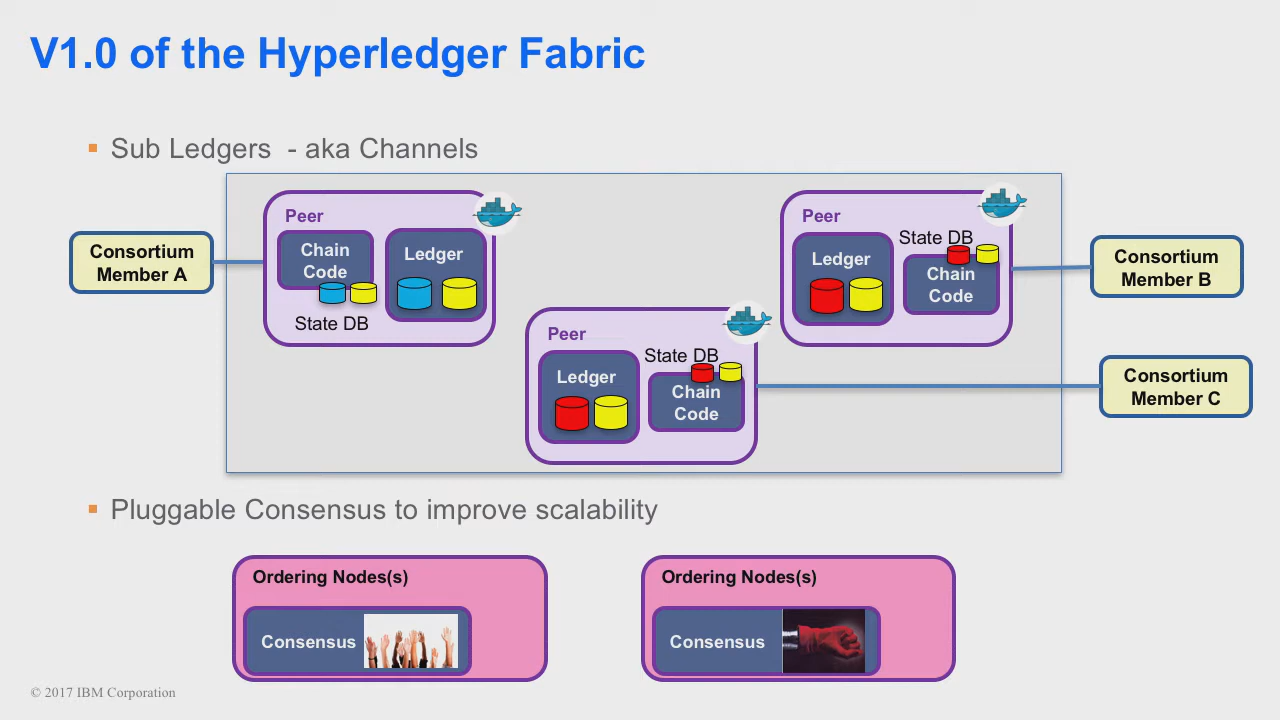 V1.0 of the Hyperledger Fabric
Sub Ledgers - aka Channels
Consortium
Member A
Peer
Chain
Code
State DB
Ledger
Peer
Ledger
State DB
Chain
Code
Peer
Ledger
State DB
Chain
Code
Consortium
Member B
Consortium
Member C
Pluggable Consensus to improve scalability
Ordering Nodes(s)
Consensus
Ordering Nodes(s)
Consensus
© 2017 IBM Corporation